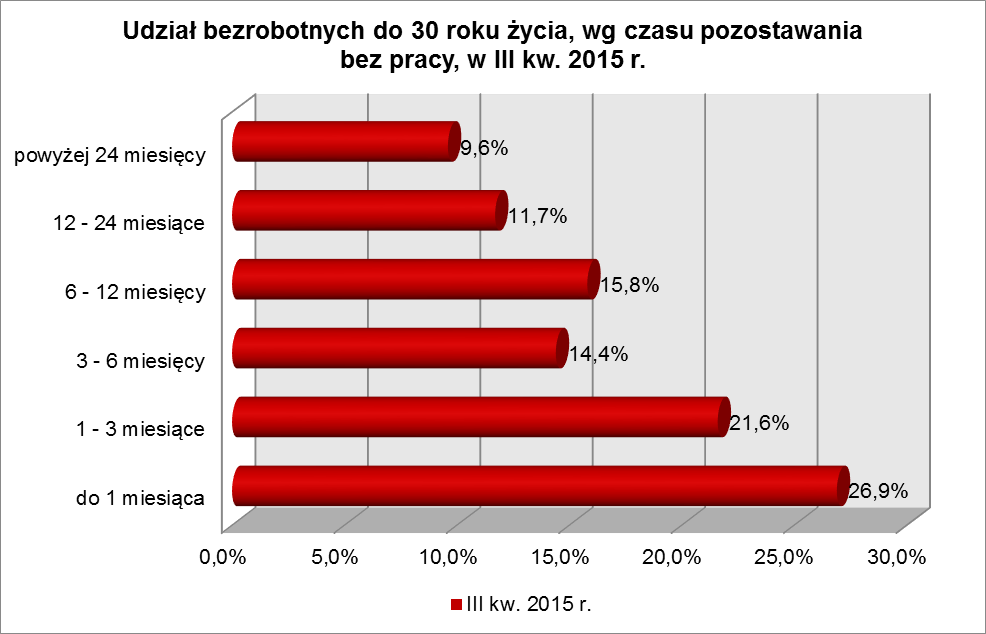 Udział bezrobotnych do 30 roku życia, wg czasu pozostawania
bez pracy, w III kw. 2015 r.
powyżej 24 miesięcy
9,6%
12 - 24 miesiące
11,7%
6 - 12 miesięcy
15,8%
3 - 6 miesięcy
14,4%
1 - 3 miesiące
21,6%
do 1 miesiąca
26,9%
0,0% 5,0% 10,0% 15,0% 20,0% 25,0% 30,0%
III kw. 2015 r.